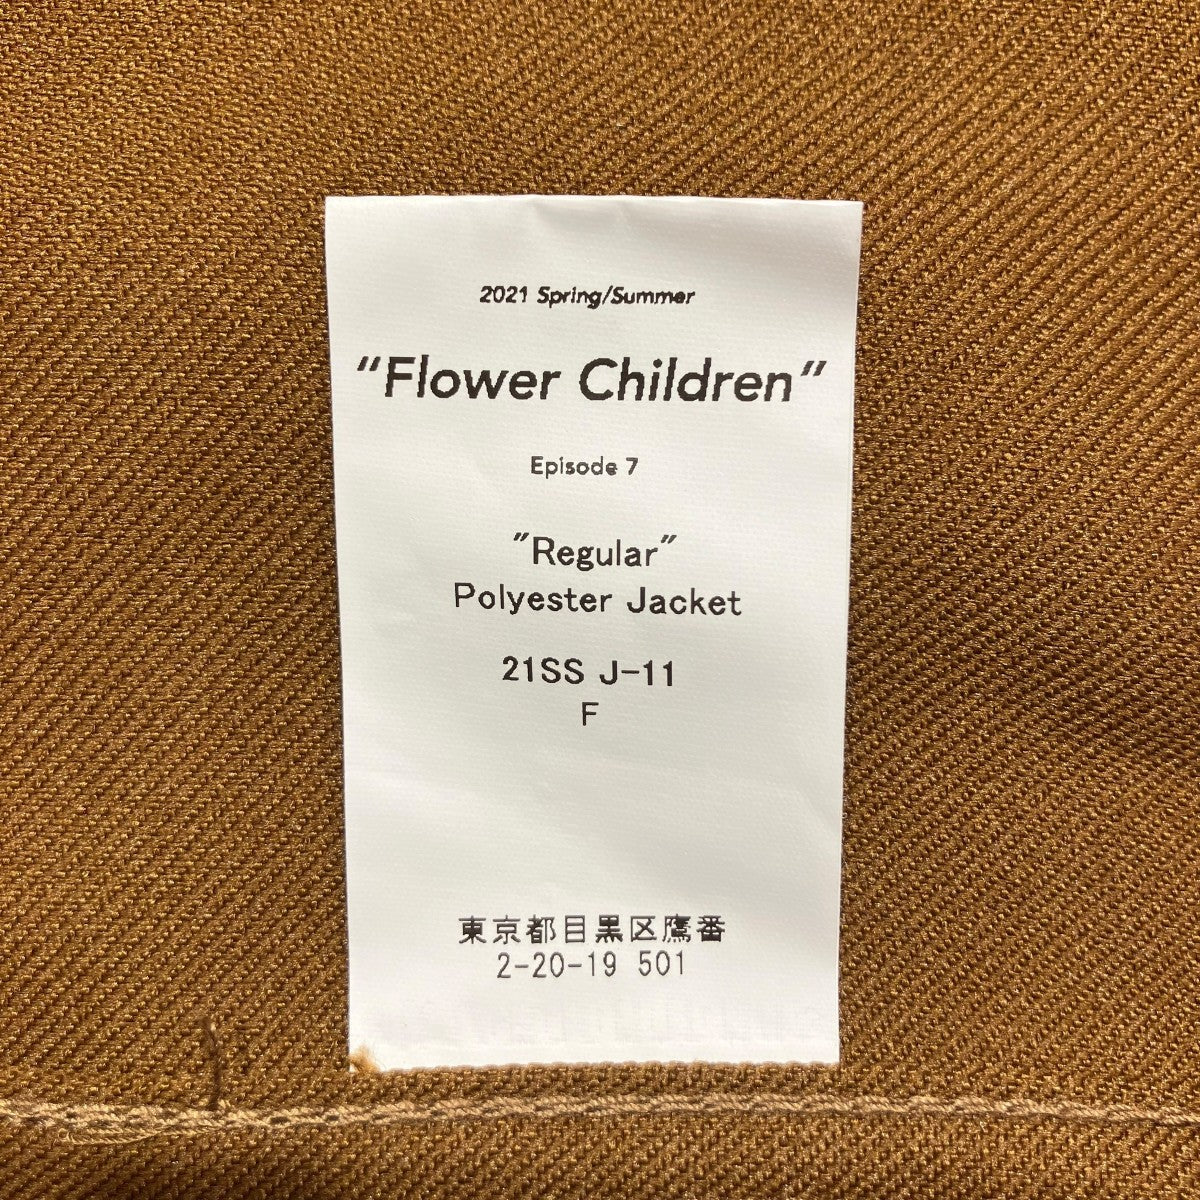 2021 Spring/Summer
"Flower Children"
Episode 7
"Regular"
Polyester Jacket
21SS J-11
F
東京都目黒区鷹番
2-20-19 501